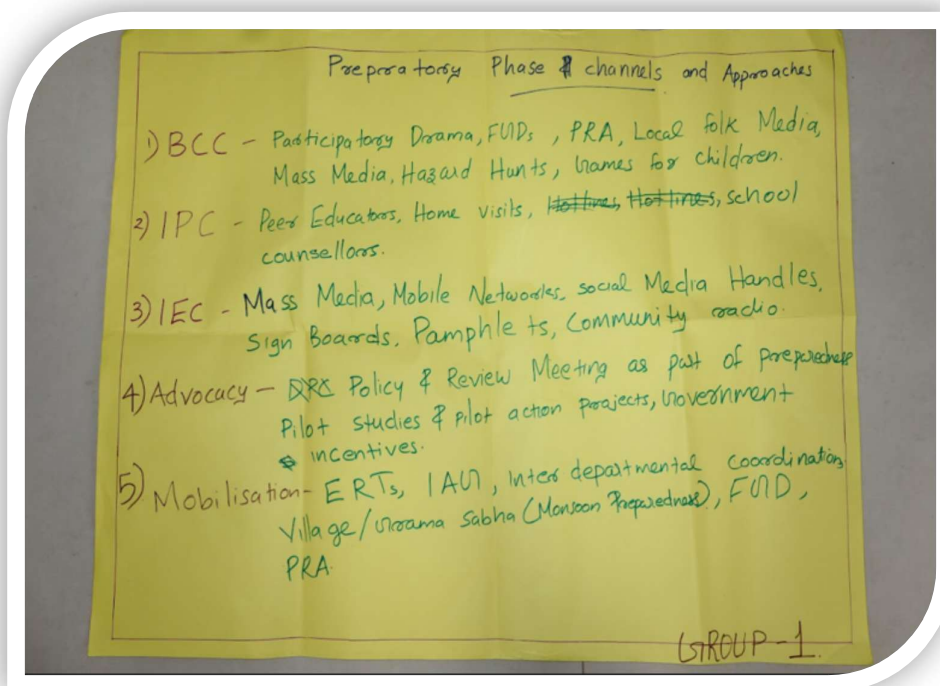 Preparatory Phase channels and Approaches
1) BCC - Participatory Drama, FGDs, PRA, Local folk Media,
Mass Media, Hazard Hunts, Games for children.
2) IPC - Peer Educators, Home visits, Hotlines, Hotlines, school
counsellors.
3) IEC - Mass Media, Mobile Networks, social Media Handles,
Sign Boards, Pamphlets, Community radio.
4) Advocacy - Policy & Review Meeting as part of preparedness
Pilot studies & pilot action projects, Government
incentives.
5) Mobilisation - ERTs, IAG, Inter departmental coordination,
Village/Grama Sabha (Monsoon Preparedness), FGD,
PRA.
GROUP-1.